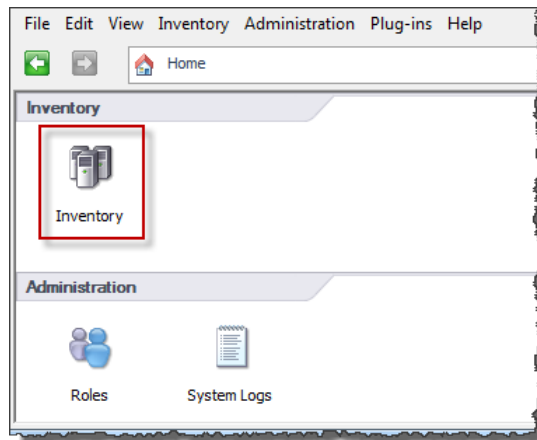 File Edit View Inventory Administration Plug-ins Help
Home
Inventory
Inventory
Administration
Roles System Logs